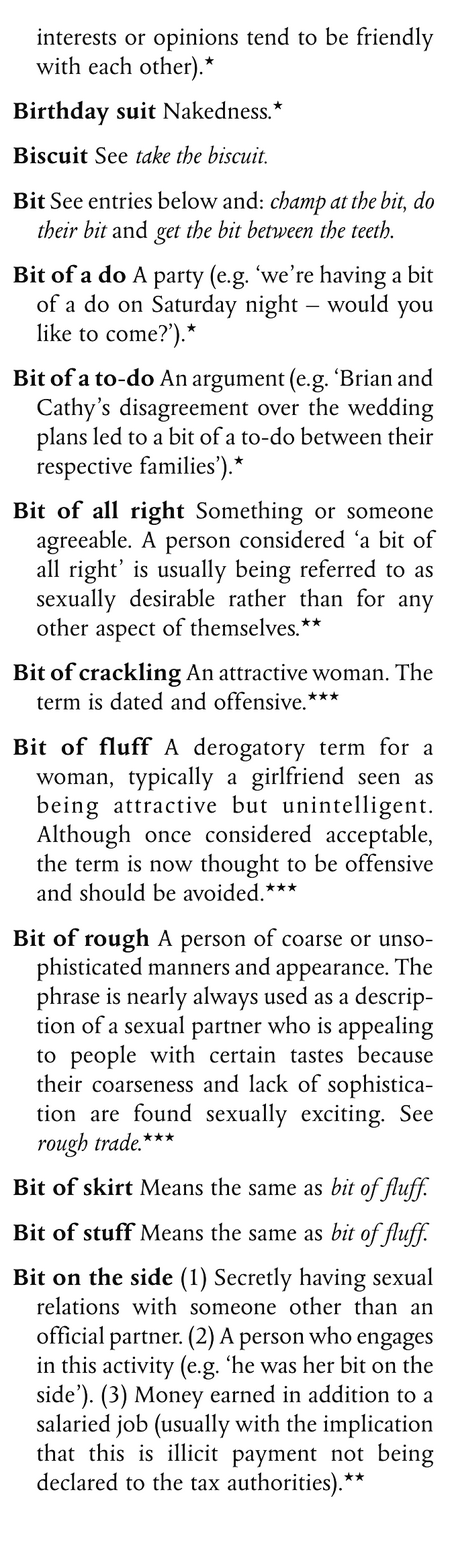 interests or opinions tend to be friendly
with each other).★
Birthday suit Nakedness.★
Biscuit See take the biscuit.
Bit See entries below and: champ at the bit, do
their bit and get the bit between the teeth.
Bit of a do A party (e.g. ‘we’re having a bit
of a do on Saturday night – would you
like to come?’).★
Bit of a to-do An argument (e.g. ‘Brian and
Cathy’s disagreement over the wedding
plans led to a bit of a to-do between their
respective families’).★
Bit of all right Something or someone
agreeable. A person considered ‘a bit of
all right’ is usually being referred to as
sexually desirable rather than for any
other aspect of themselves.★★
Bit of crackling An attractive woman. The
term is dated and offensive.★★★
Bit of fluff A derogatory term for a
woman, typically a girlfriend seen as
being attractive but unintelligent.
Although once considered acceptable,
the term is now thought to be offensive
and should be avoided.★★★
Bit of rough A person of coarse or unso-
phisticated manners and appearance. The
phrase is nearly always used as a descrip-
tion of a sexual partner who is appealing
to people with certain tastes because
their coarseness and lack of sophistica-
tion are found sexually exciting. See
rough trade.★★★
Bit of skirt Means the same as bit of fluff.
Bit of stuff Means the same as bit of fluff.
Bit on the side (1) Secretly having sexual
relations with someone other than an
official partner. (2) A person who engages
in this activity (e.g. ‘he was her bit on the
side’). (3) Money earned in addition to a
salaried job (usually with the implication
that this is illicit payment not being
declared to the tax authorities).★★